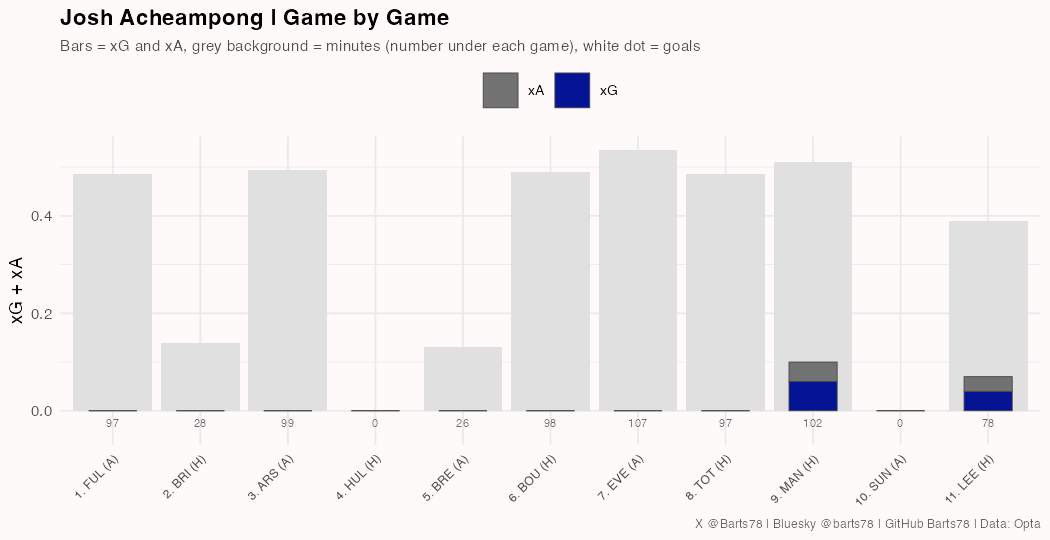 Josh Acheampong | Game by Game
Bars = xG and xA, grey background = minutes (number under each game), white dot = goals
xA xG
xG + xA
0.4
0.2
0.0
97 28 99 0 26 98 107 97 102 0 78
1. FUL (A) 2. BRI (H) 3. ARS (A) 4. HUL (H) 5. BRE (A) 6. BOU (H) 7. EVE (A) 8. TOT (H) 9. MAN (H) 10. SUN (A) 11. LEE (H)
X @Barts78 | Bluesky @barts78 | GitHub Barts78 | Data: Opta